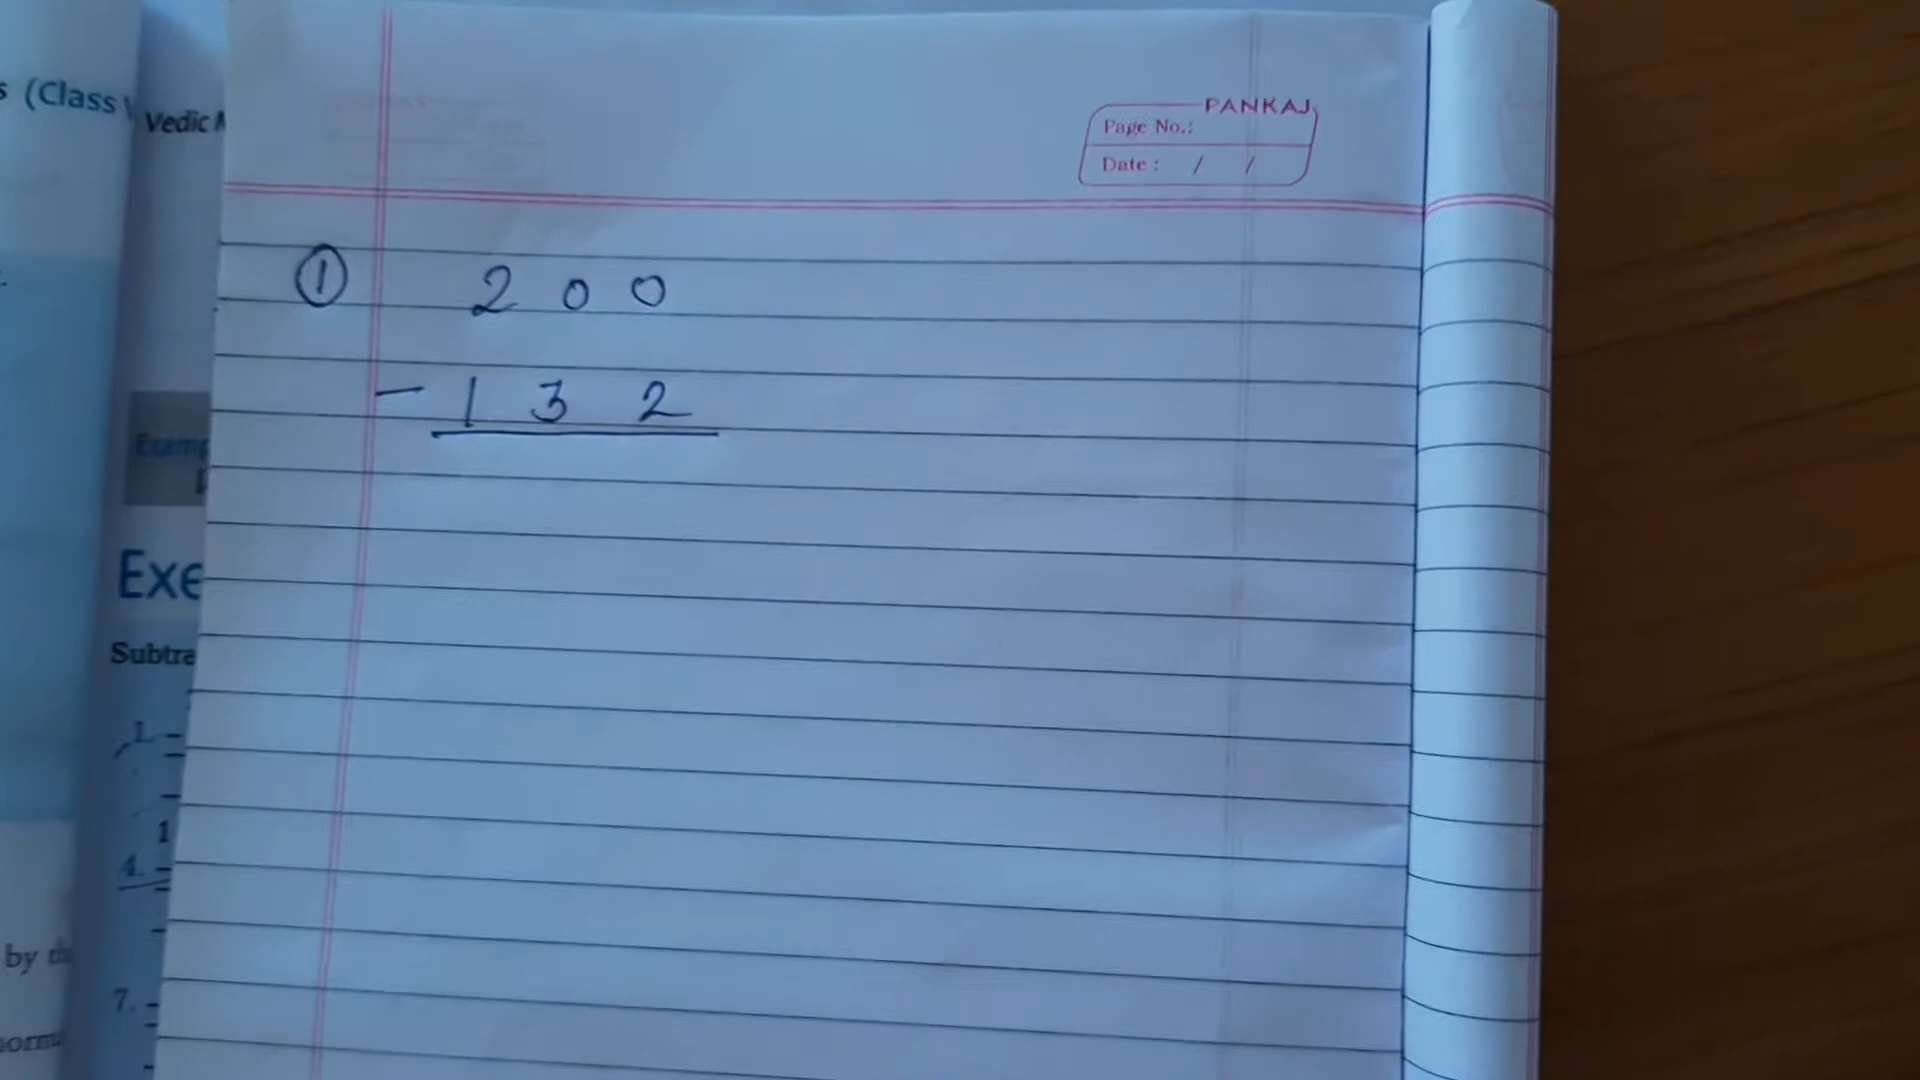 (Class
Vedic
PANKAJ
Page No.:
Date : / /
① 2 0 0
- 1 3 2
Subtra
1. -
1
4. -
7. -
by